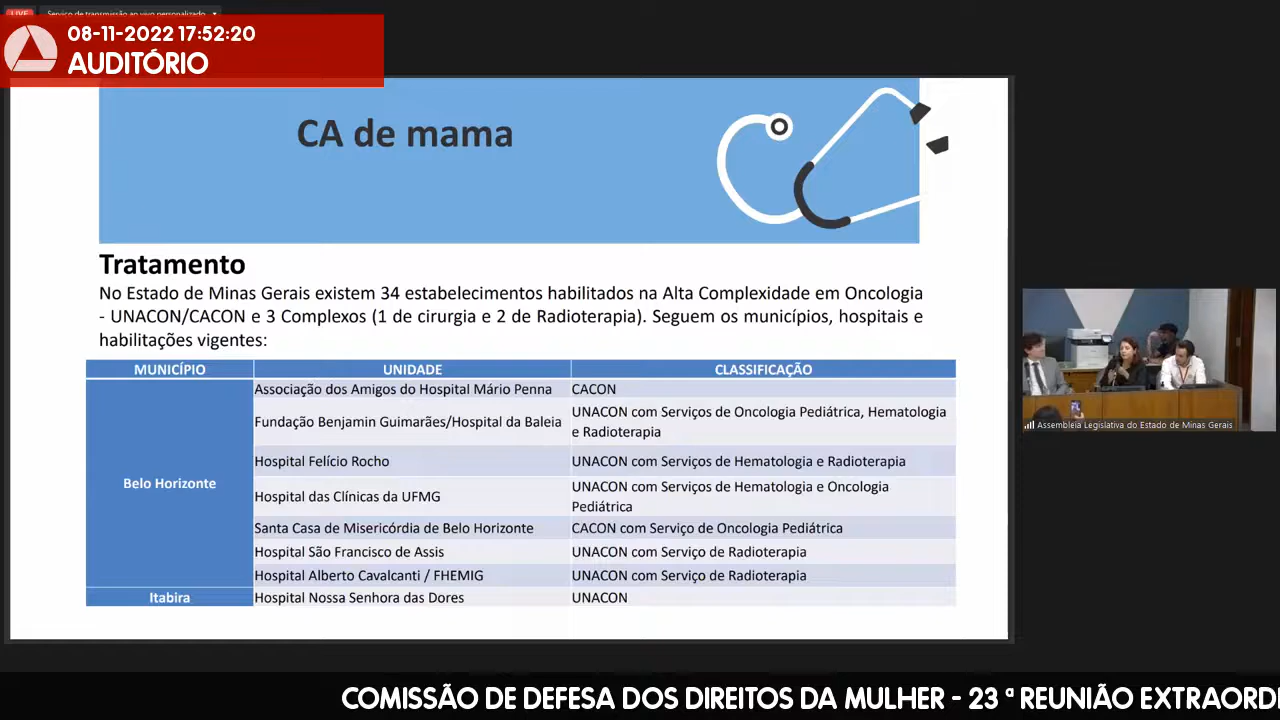 LIVE
Serviço de transmissão ao vivo personalizado
08-11-2022 17:52:20
AUDITÓRIO
CA de mama
Tratamento
No Estado de Minas Gerais existem 34 estabelecimentos habilitados na Alta Complexidade em Oncologia
- UNACON/CACON e 3 Complexos (1 de cirurgia e 2 de Radioterapia). Seguem os municípios, hospitais e
habilitações vigentes:
MUNICÍPIO UNIDADE CLASSIFICAÇÃO
Belo Horizonte
Associação dos Amigos do Hospital Mário Penna CACON
Fundação Benjamin Guimarães/Hospital da Baleia UNACON com Serviços de Oncologia Pediátrica, Hematologia
e Radioterapia
Hospital Felício Rocho UNACON com Serviços de Hematologia e Radioterapia
Hospital das Clínicas da UFMG UNACON com Serviços de Hematologia e Oncologia
Pediátrica
Santa Casa de Misericórdia de Belo Horizonte CACON com Serviço de Oncologia Pediátrica
Hospital São Francisco de Assis UNACON com Serviço de Radioterapia
Hospital Alberto Cavalcanti / FHEMIG UNACON com Serviço de Radioterapia
Itabira Hospital Nossa Senhora das Dores UNACON
Assembleia Legislativa do Estado de Minas Gerais
COMISSÃO DE DEFESA DOS DIREITOS DA MULHER - 23 ª REUNIÃO EXTRAORD